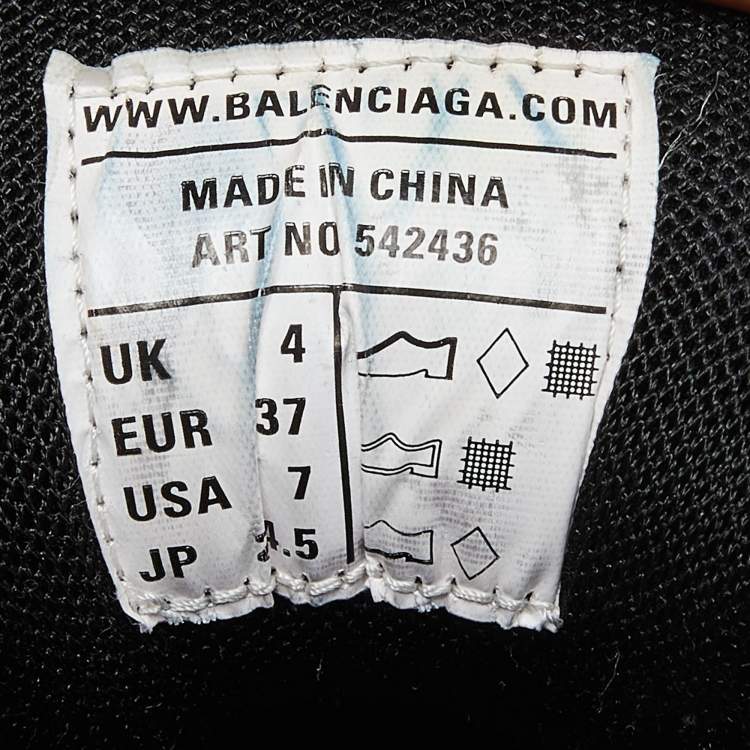 WWW.BALENCIAGA.COM
MADE IN CHINA
ART NO 542436
UK 4
EUR 37
USA 7
JP